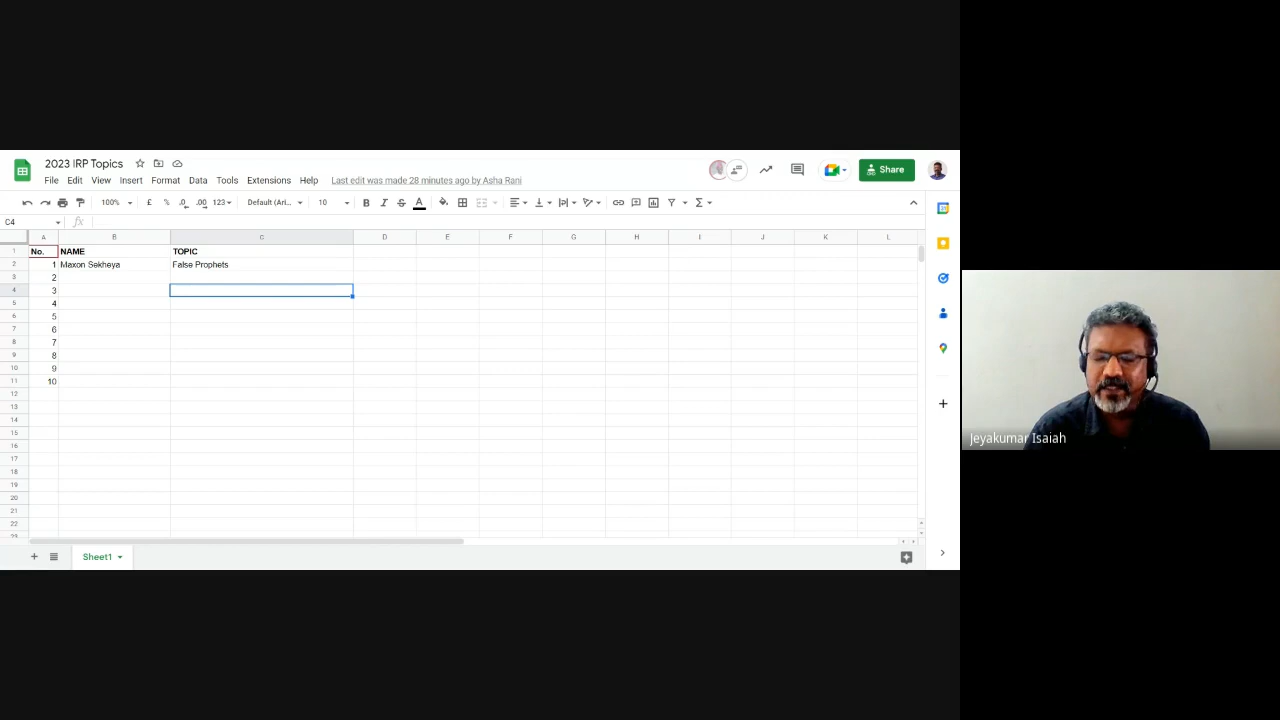 2023 IRP Topics
File Edit View Insert Format Data Tools Extensions Help Last edit was made 28 minutes ago by Asha Rani
Share
100% £ % .0 .00 123 Default (Ari... 10 B I S A Σ
C4 fx
A B C D E F G H I J K L
1 No. NAME TOPIC
2 1 Maxon Sekheya False Prophets
3 2
4 3
5 4
6 5
7 6
8 7
9 8
10 9
11 10
12
13
14
15
16
17
18
19
20
21
22
23
Sheet1
Jeyakumar Isaiah